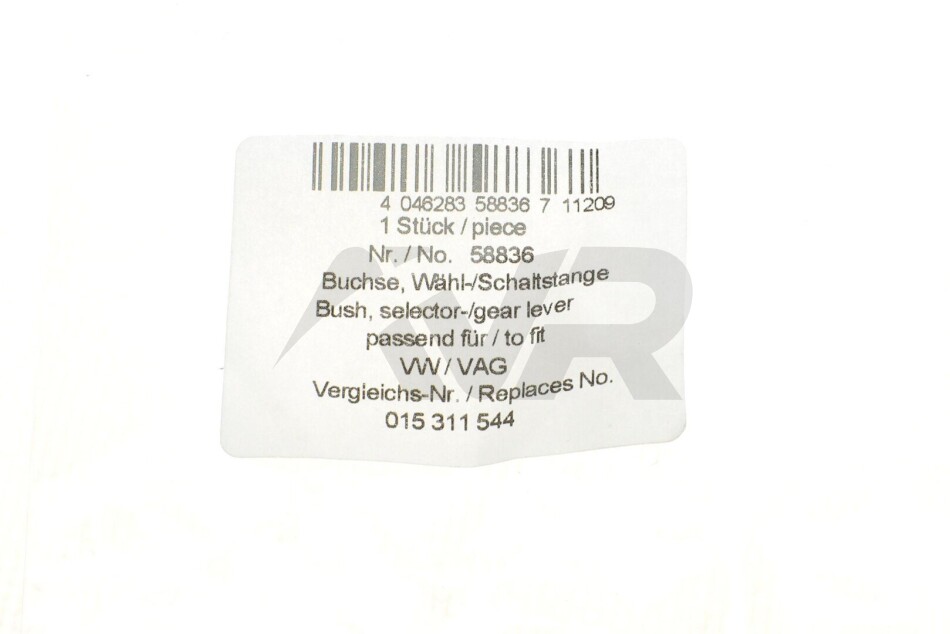 4 046283 58836 7 11209
1 Stück / piece
Nr. / No. 58836
Buchse, Wähl-/Schaltstange
Bush, selector-/gear lever
passend für / to fit
VW / VAG
Vergleichs-Nr. / Replaces No.
015 311 544
VR